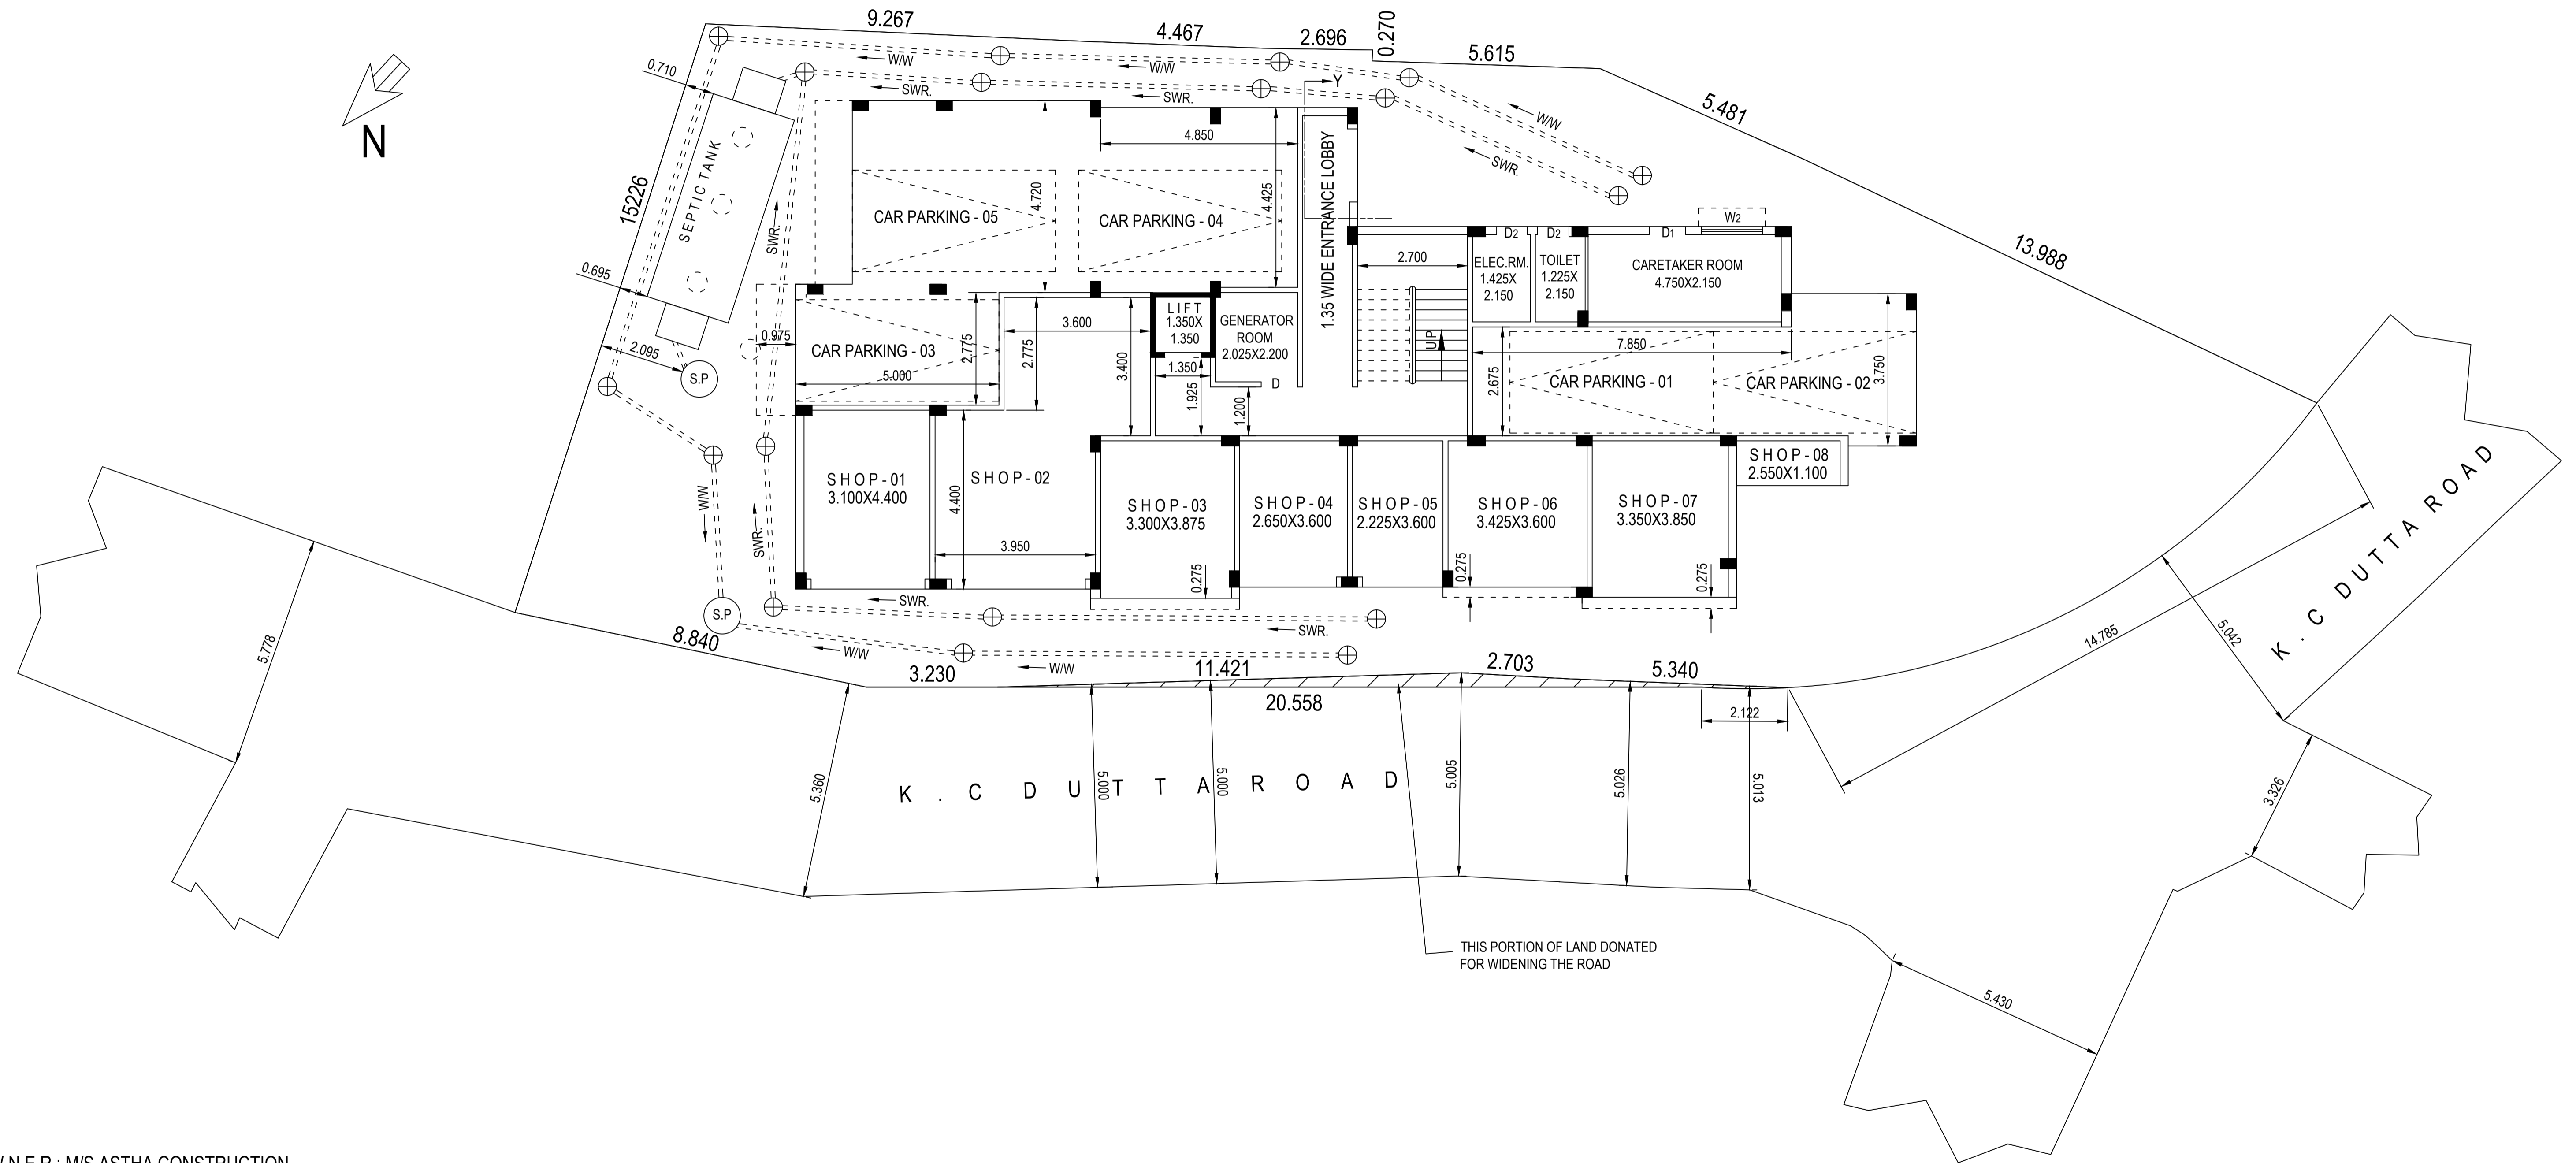 9.267
4.467
2.696
0.270
5.615
5.481
13.988
N
0.710
W/W
W/W
W/W
SWR.
SWR.
SWR.
Y
SEPTIC TANK
15226
0.695
2.095
S.P
SWR.
4.850
4.720
4.425
CAR PARKING - 05
CAR PARKING - 04
1.35 WIDE ENTRANCE LOBBY
2.700
D2
D2
D1
W2
ELEC.RM.
1.425X
2.150
TOILET
1.225X
2.150
CARETAKER ROOM
4.750X2.150
0.975
CAR PARKING - 03
2.775
5.000
2.775
3.600
3.400
LIFT
1.350X
1.350
1.350
1.925
GENERATOR
ROOM
2.025X2.200
D
1.200
UP
7.850
2.675
CAR PARKING - 01
CAR PARKING - 02
3.750
SHOP-01
3.100X4.400
SHOP-02
4.400
3.950
SHOP-03
3.300X3.875
0.275
SHOP-04
2.650X3.600
SHOP-05
2.225X3.600
SHOP-06
3.425X3.600
0.275
SHOP-07
3.350X3.850
0.275
SHOP-08
2.550X1.100
W/W
SWR.
S.P
SWR.
SWR.
W/W
W/W
8.840
3.230
11.421
2.703
5.340
20.558
2.122
14.785
5.042
K.C DUTTA ROAD
5.778
5.360
5.000
5.000
5.005
5.026
5.013
K.C DUTTA ROAD
3.326
THIS PORTION OF LAND DONATED
FOR WIDENING THE ROAD
5.430
N E R : M/S ASTHA CONSTRUCTION